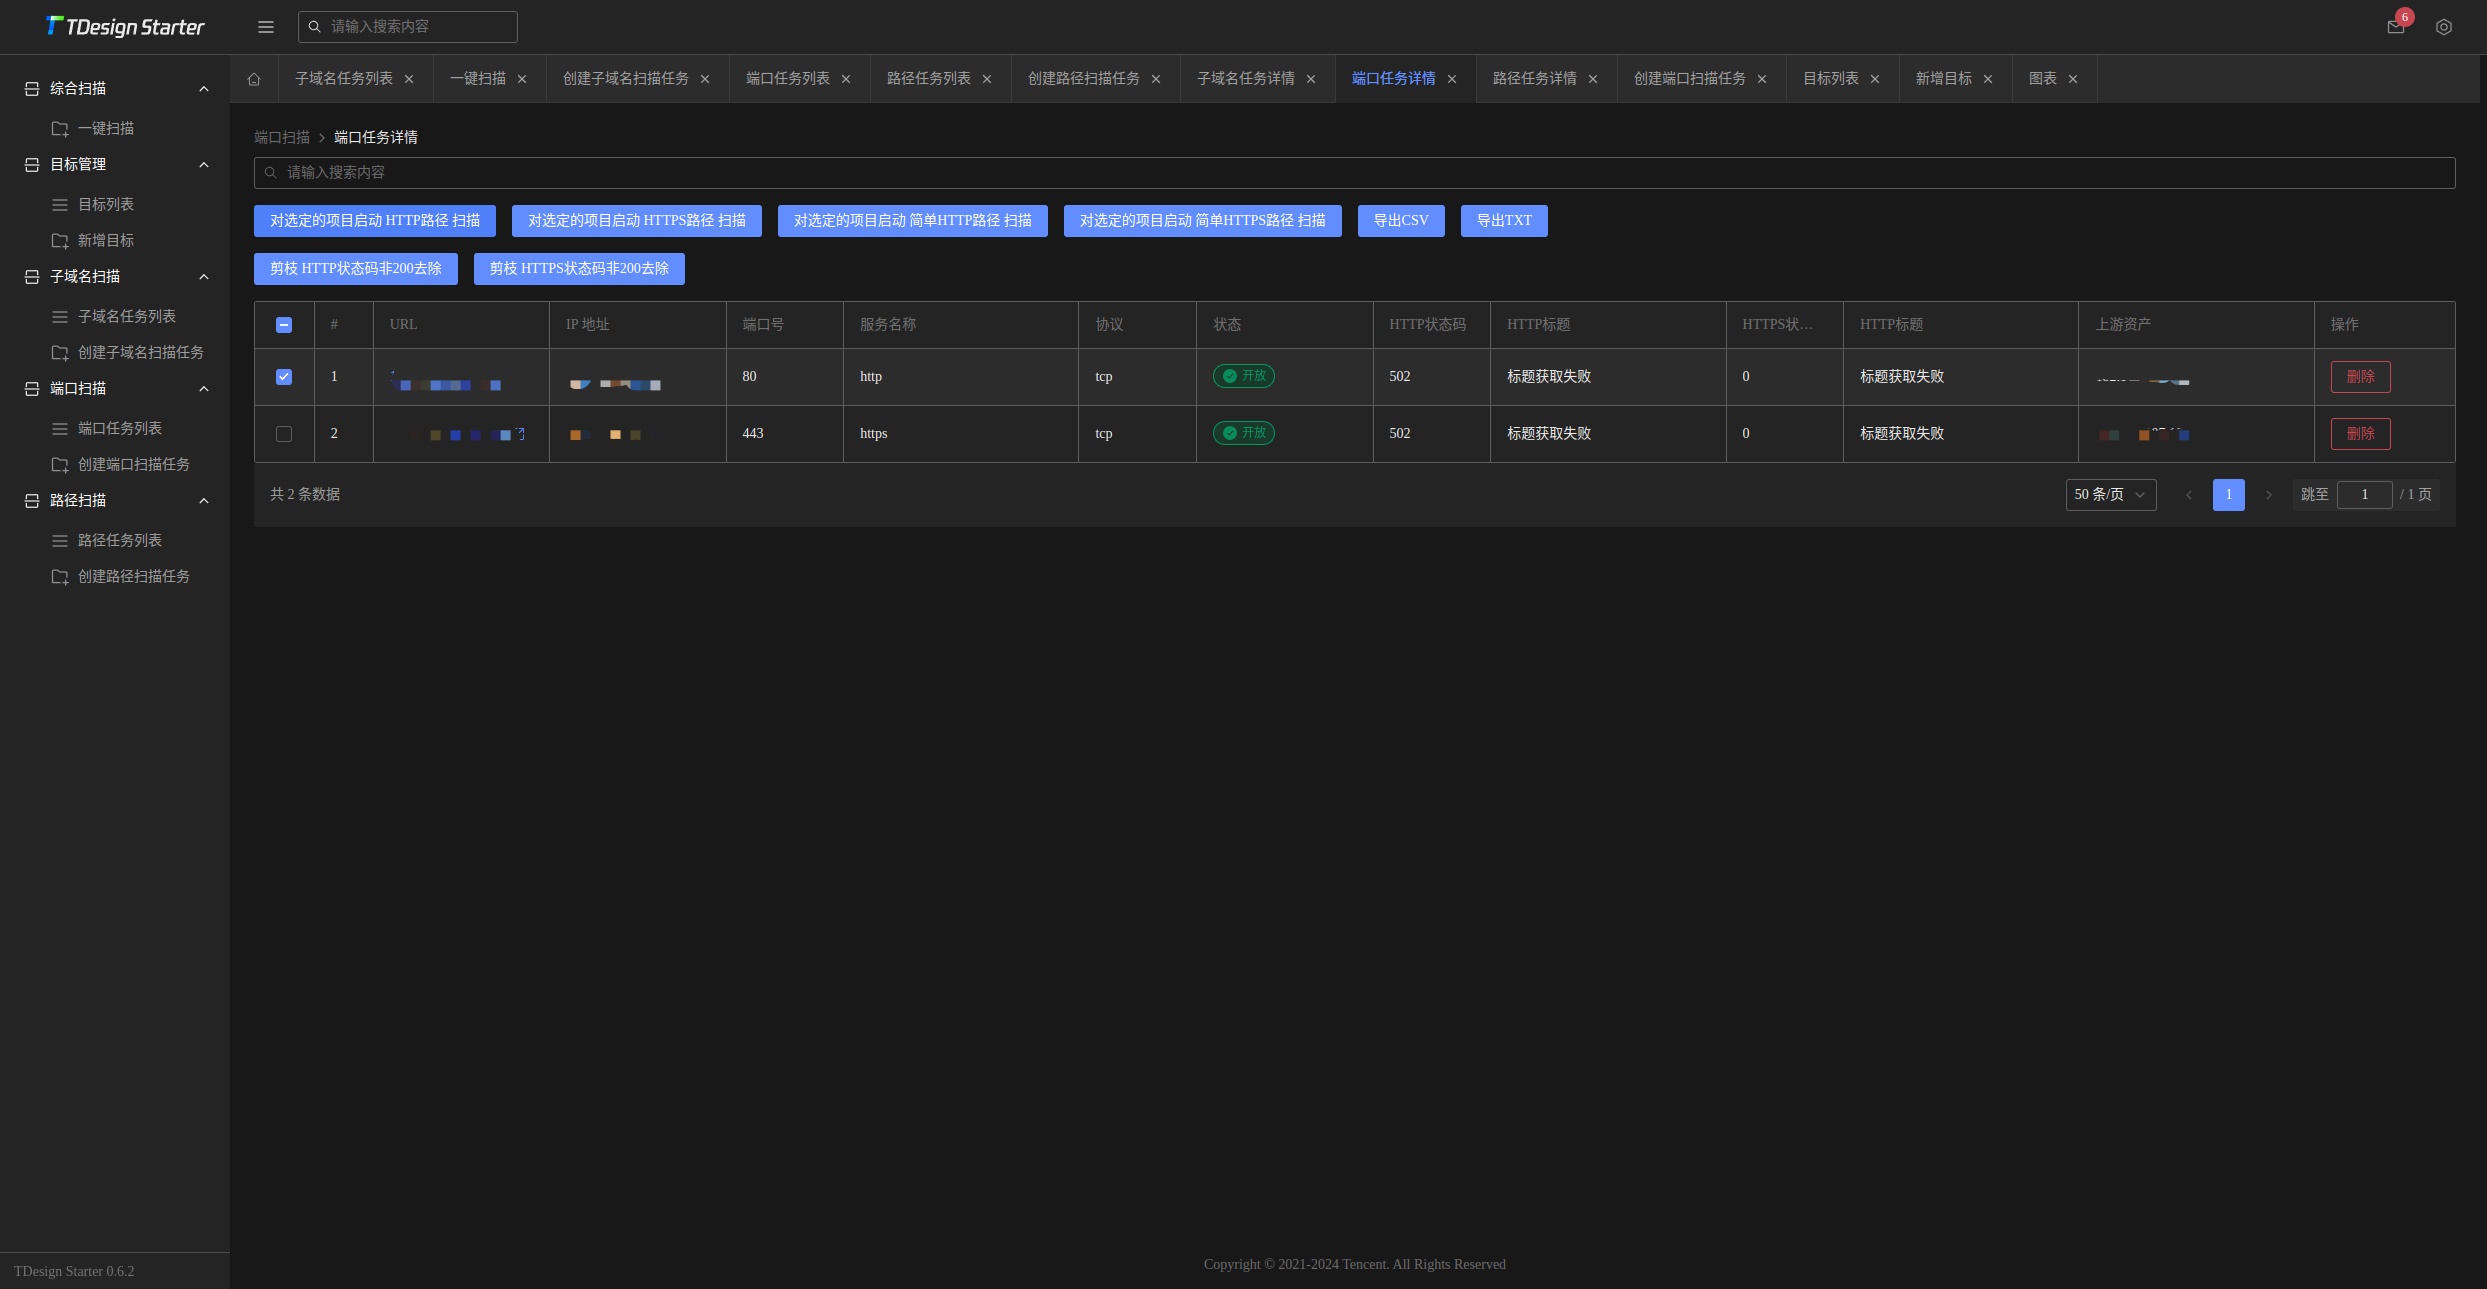 TDesign Starter
请输入搜索内容
6
综合扫描
一键扫描
目标管理
目标列表
新增目标
子域名扫描
子域名任务列表
创建子域名扫描任务
端口扫描
端口任务列表
创建端口扫描任务
路径扫描
路径任务列表
创建路径扫描任务
TDesign Starter 0.6.2
子域名任务列表 一键扫描 创建子域名扫描任务 端口任务列表 路径任务列表 创建路径扫描任务 子域名任务详情 端口任务详情 路径任务详情 创建端口扫描任务 目标列表 新增目标 图表
端口扫描 > 端口任务详情
请输入搜索内容
对选定的项目启动 HTTP路径 扫描 对选定的项目启动 HTTPS路径 扫描 对选定的项目启动 简单HTTP路径 扫描 对选定的项目启动 简单HTTPS路径 扫描 导出CSV 导出TXT
剪枝 HTTP状态码非200去除 剪枝 HTTPS状态码非200去除
# URL IP 地址 端口号 服务名称 协议 状态 HTTP状态码 HTTP标题 HTTPS状… HTTP标题 上游资产 操作
1 80 http tcp 开放 502 标题获取失败 0 标题获取失败 删除
2 443 https tcp 开放 502 标题获取失败 0 标题获取失败 删除
共 2 条数据 50 条/页 1 跳至 1 / 1 页
Copyright © 2021-2024 Tencent. All Rights Reserved